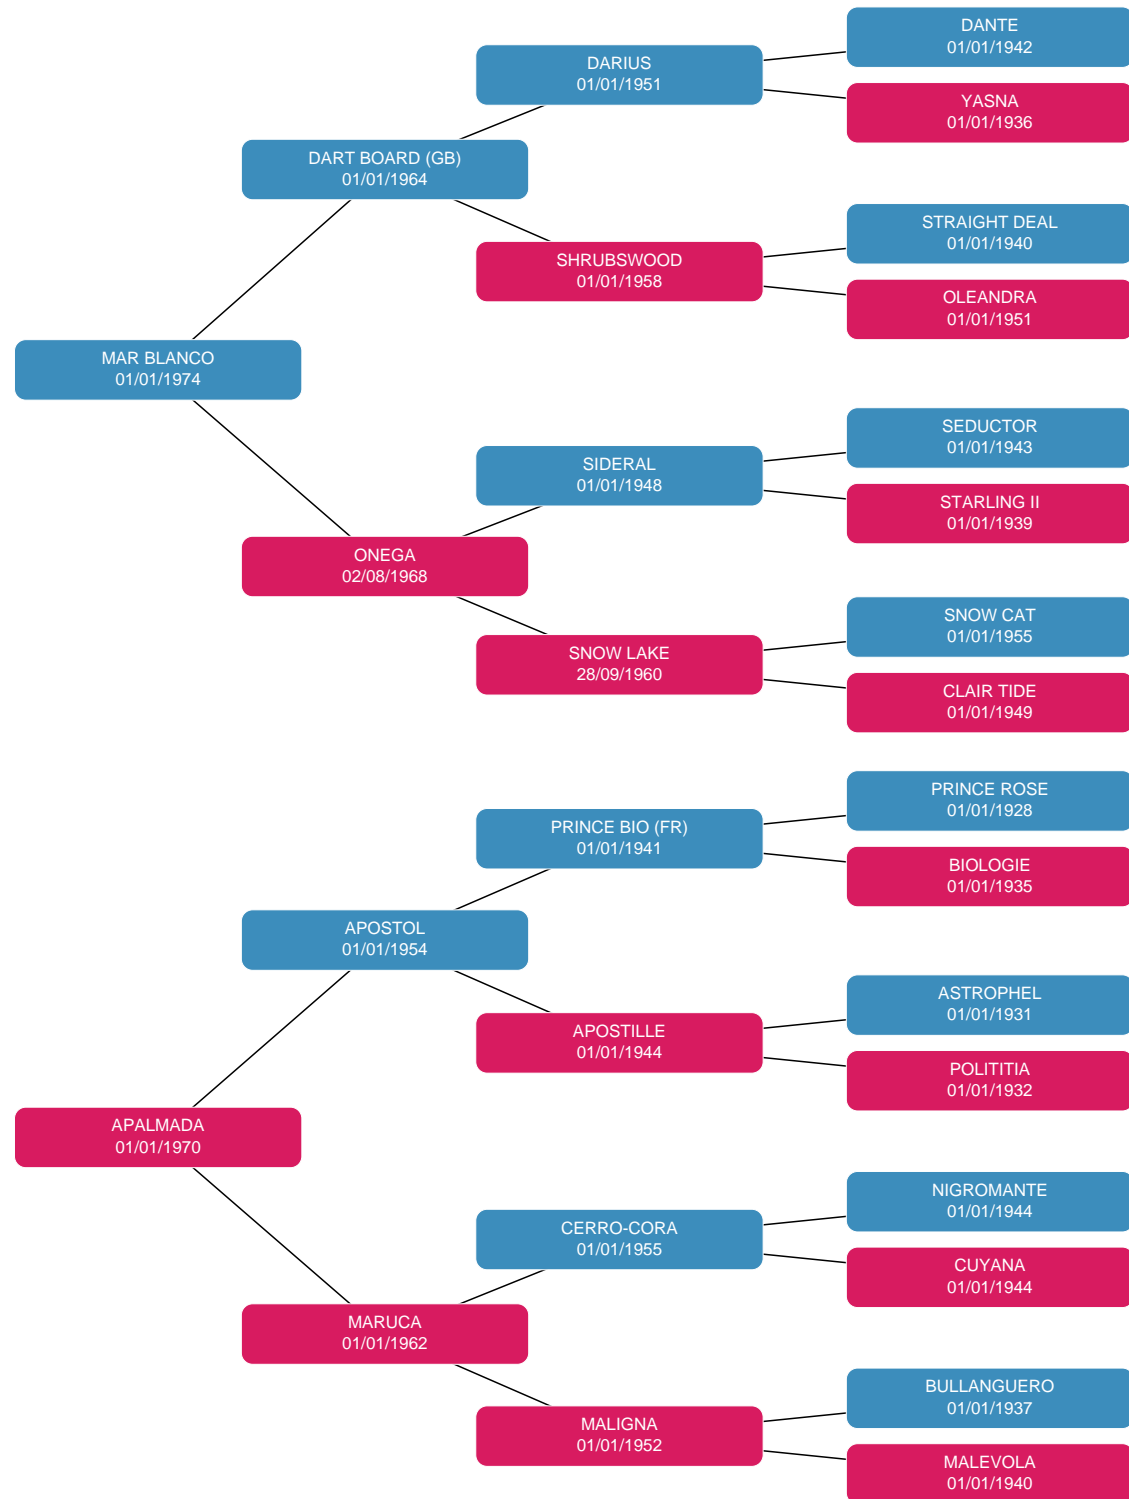 DANTE
01/01/1942
DARIUS
01/01/1951
YASNA
01/01/1936
DART BOARD (GB)
01/01/1964
STRAIGHT DEAL
01/01/1940
SHRUBSWOOD
01/01/1958
OLEANDRA
01/01/1951
MAR BLANCO
01/01/1974
SEDUCTOR
01/01/1943
SIDERAL
01/01/1948
STARLING II
01/01/1939
ONEGA
02/08/1968
SNOW CAT
01/01/1955
SNOW LAKE
28/09/1960
CLAIR TIDE
01/01/1949
PRINCE ROSE
01/01/1928
PRINCE BIO (FR)
01/01/1941
BIOLOGIE
01/01/1935
APOSTOL
01/01/1954
ASTROPHEL
01/01/1931
APOSTILLE
01/01/1944
POLITITIA
01/01/1932
APALMADA
01/01/1970
NIGROMANTE
01/01/1944
CERRO-CORA
01/01/1955
CUYANA
01/01/1944
MARUCA
01/01/1962
BULLANGUERO
01/01/1937
MALIGNA
01/01/1952
MALEVOLA
01/01/1940